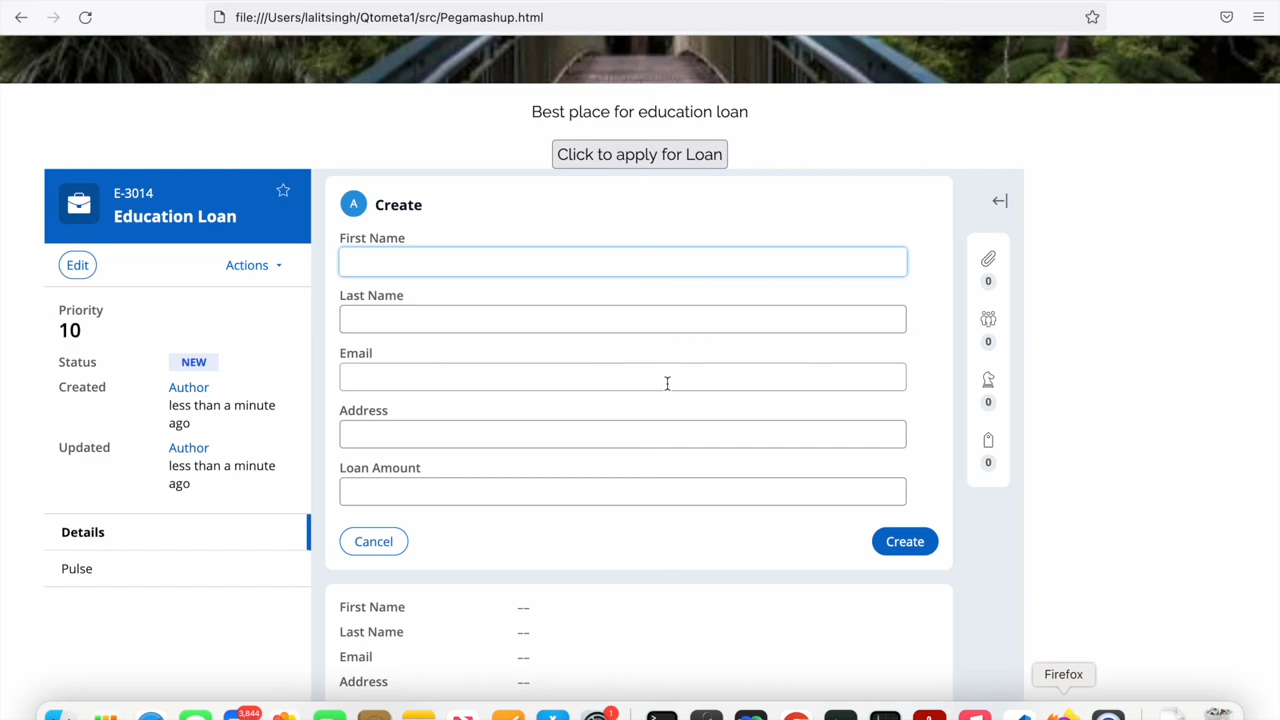 file:///Users/lalitsingh/Qtometa1/src/Pegamashup.html
Best place for education loan
Click to apply for Loan
E-3014
Education Loan
Edit
Actions
Priority
10
Status NEW
Created Author
less than a minute
ago
Updated Author
less than a minute
ago
Details
Pulse
A Create
First Name
Last Name
Email
Address
Loan Amount
Cancel
Create
First Name --
Last Name --
Email --
Address --
0
0
0
0
Firefox
3,844
1